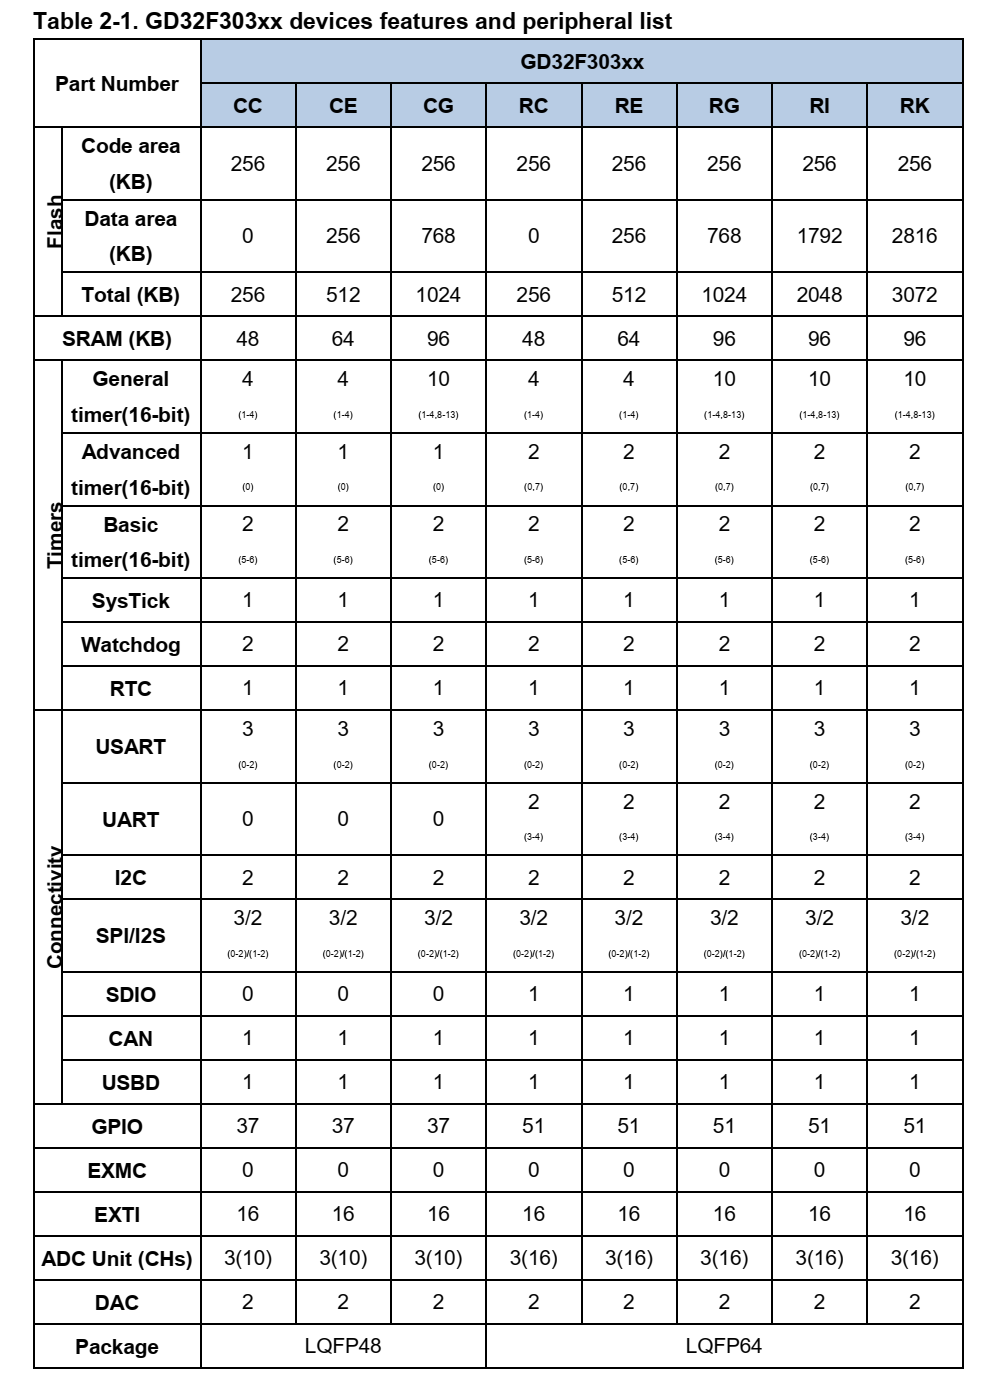 Table 2-1. GD32F303xx devices features and peripheral list
Part Number
GD32F303xx
CC CE CG RC RE RG RI RK
Flash
Code area
(KB)
256 256 256 256 256 256 256 256
Data area
(KB)
0 256 768 0 256 768 1792 2816
Total (KB) 256 512 1024 256 512 1024 2048 3072
SRAM (KB) 48 64 96 48 64 96 96 96
Timers
General
timer(16-bit)
4 4 10 4 4 10 10 10
(1-4) (1-4) (1-4,8-13) (1-4) (1-4) (1-4,8-13) (1-4,8-13) (1-4,8-13)
Advanced
timer(16-bit)
1 1 1 2 2 2 2 2
(0) (0) (0) (0,7) (0,7) (0,7) (0,7) (0,7)
Basic
timer(16-bit)
2 2 2 2 2 2 2 2
(5-6) (5-6) (5-6) (5-6) (5-6) (5-6) (5-6) (5-6)
SysTick 1 1 1 1 1 1 1 1
Watchdog 2 2 2 2 2 2 2 2
RTC 1 1 1 1 1 1 1 1
Connectivity
USART
3 3 3 3 3 3 3 3
(0-2) (0-2) (0-2) (0-2) (0-2) (0-2) (0-2) (0-2)
UART
0 0 0 2 2 2 2 2
(3-4) (3-4) (3-4) (3-4) (3-4)
I2C 2 2 2 2 2 2 2 2
SPI/I2S
3/2 3/2 3/2 3/2 3/2 3/2 3/2 3/2
(0-2)/(1-2) (0-2)/(1-2) (0-2)/(1-2) (0-2)/(1-2) (0-2)/(1-2) (0-2)/(1-2) (0-2)/(1-2) (0-2)/(1-2)
SDIO 0 0 0 1 1 1 1 1
CAN 1 1 1 1 1 1 1 1
USBD 1 1 1 1 1 1 1 1
GPIO 37 37 37 51 51 51 51 51
EXMC 0 0 0 0 0 0 0 0
EXTI 16 16 16 16 16 16 16 16
ADC Unit (CHs) 3(10) 3(10) 3(10) 3(16) 3(16) 3(16) 3(16) 3(16)
DAC 2 2 2 2 2 2 2 2
Package LQFP48 LQFP64